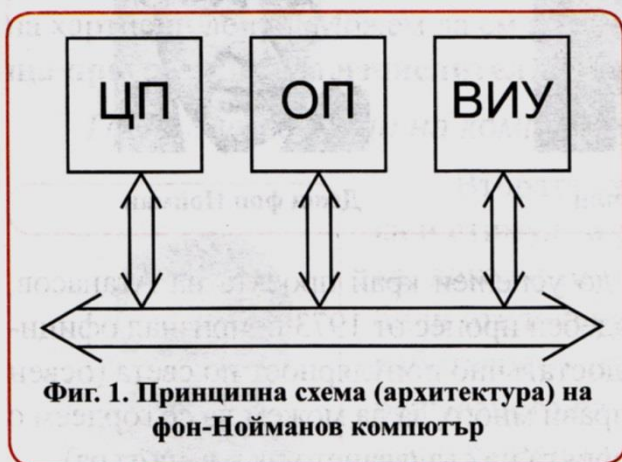 ЦП ОП ВИУ
Фиг. 1. Принципна схема (архитектура) на
фон-Нойманов компютър